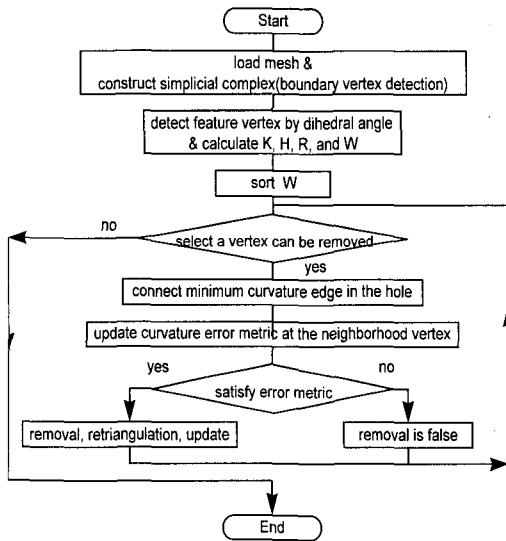 Start
load mesh &
construct simplicial complex(boundary vertex detection)
detect feature vertex by dihedral angle
& calculate K, H, R, and W
sort W
no
select a vertex can be removed
yes
connect minimum curvature edge in the hole
update curvature error metric at the neighborhood vertex
yes
no
satisfy error metric
removal, retriangulation, update
removal is false
End